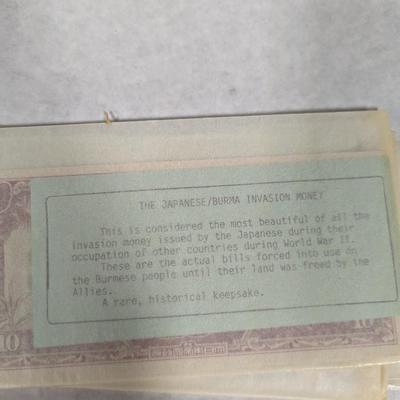 THE JAPANESE/BURMA INVASION MONEY
This is considered the most beautiful of all the
invasion money issued by the Japanese during their
occupation of other countries during World War II.
These are the actual bills forced into use on
the Burmese people until their land was freed by the
Allies.
A rare, historical keepsake.
10